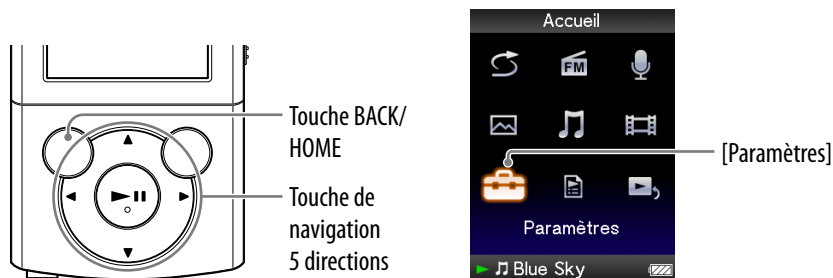 Touche BACK/
HOME
Touche de
navigation
5 directions
Accueil
FM
[Paramètres]
Paramètres
Blue Sky